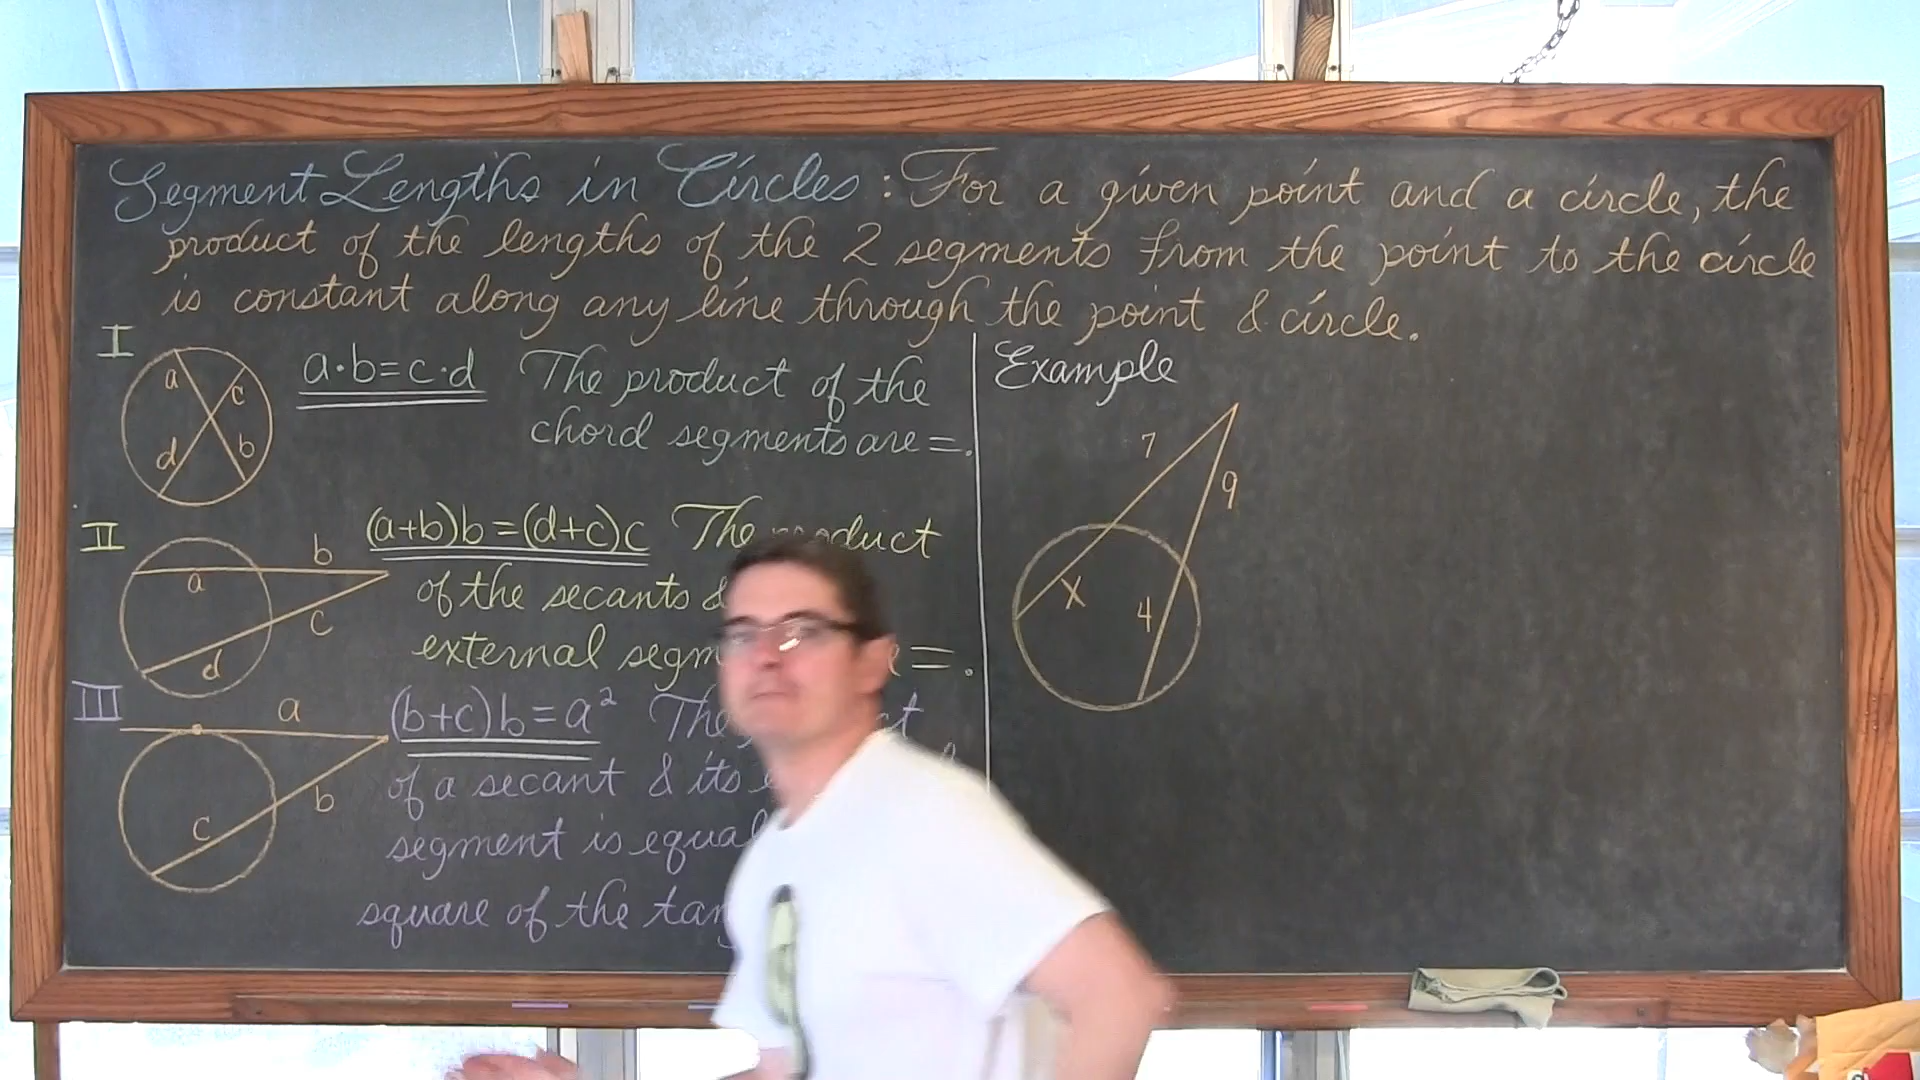 Segment Lengths in Circles: For a given point and a circle, the
product of the lengths of the 2 segments from the point to the circle
is constant along any line through the point & circle.
I
a
c
d
b
a·b=c·d The product of the
chord segments are =.
II
b
a
c
d
(a+b)b=(d+c)c The product
of the secants &
external =.
III
a
b
c
(b+c)b=a² The
of a secant & its
segment is equal
square of the
Example
7
9
x
4